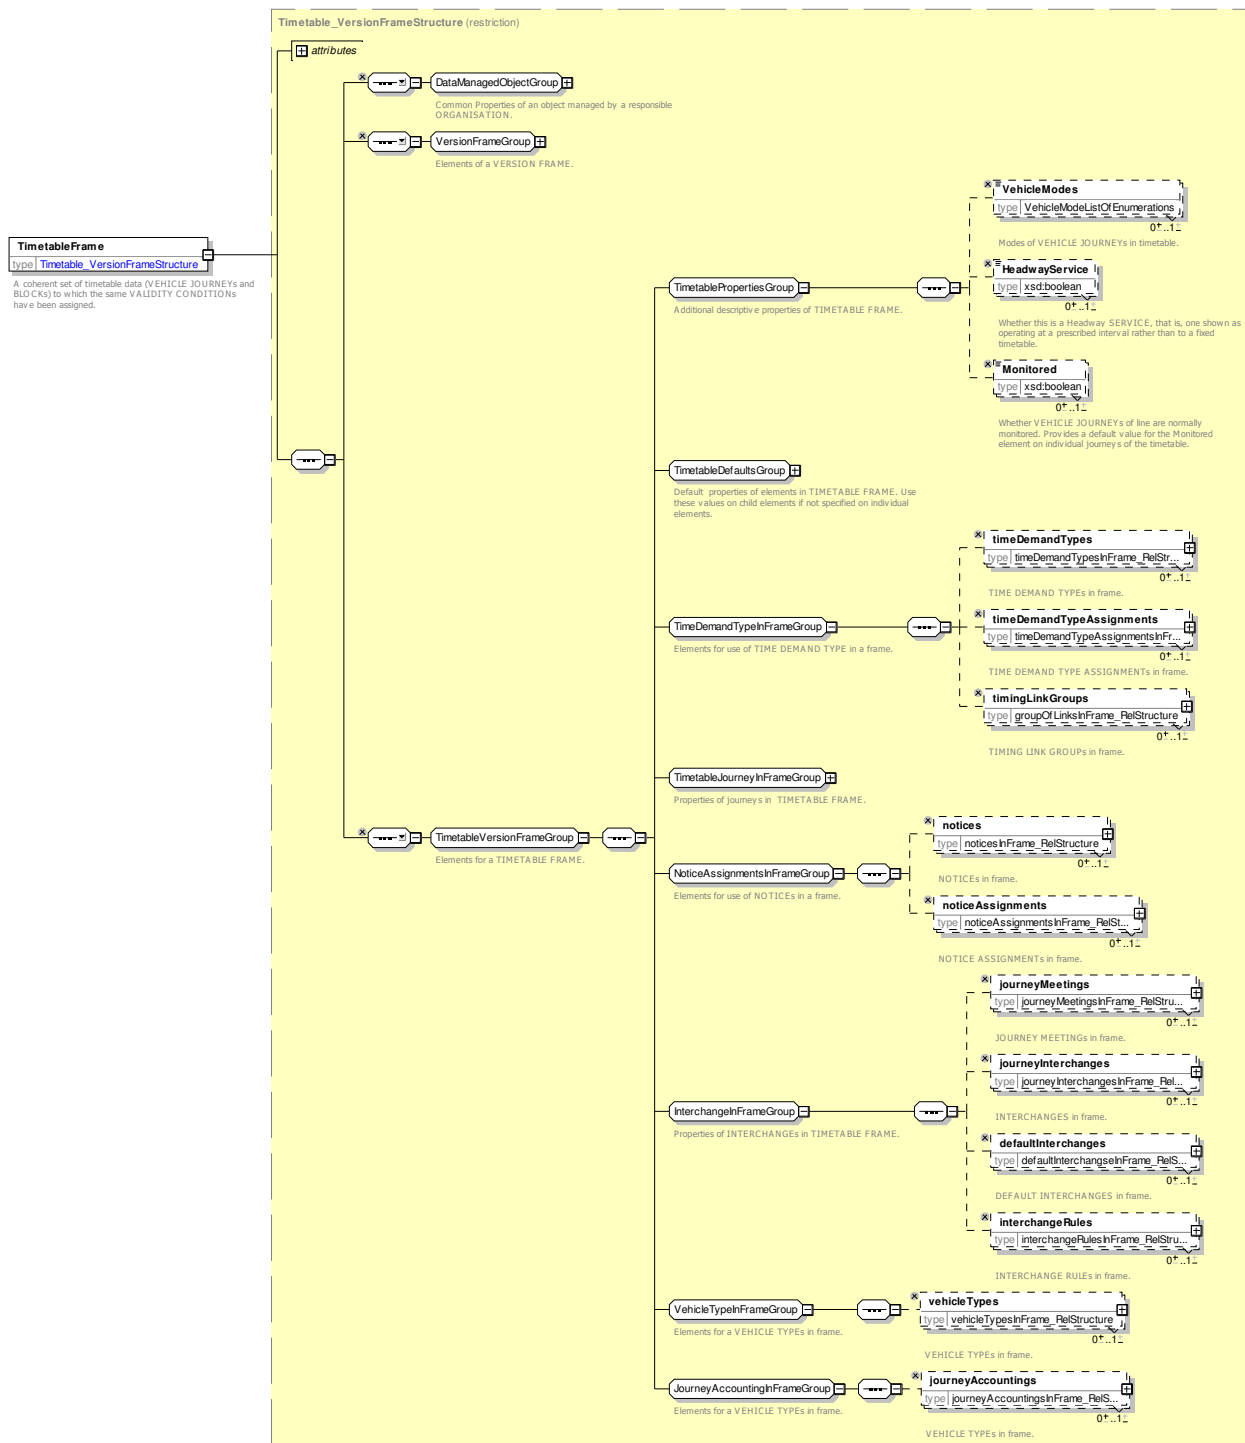 Timetable_VersionFrameStructure (restriction)
attributes
DataManagedObjectGroup
Common Properties of an object managed by a responsible
ORGANISATION.
VersionFrameGroup
Elements of a VERSION FRAME.
TimetableFrame
type Timetable_VersionFrameStructure
A coherent set of timetable data (VEHICLE JOURNEYs and
BLOCKs) to which the same VALIDITY CONDITIONs
have been assigned.
VehicleModes
type VehicleModeListOfEnumerations
0..1
Modes of VEHICLE JOURNEYS in timetable.
TimetablePropertiesGroup
Additional descriptive properties of TIMETABLE FRAME.
HeadwayService
type xsd:boolean
0..1
Whether this is a Headway SERVICE, that is, one shown as
operating at a prescribed interval rather than to a fixed
timetable.
Monitored
type xsd:boolean
0..1
Whether VEHICLE JOURNEYs of line are normally
monitored. Provides a default value for the Monitored
element on individual journeys of the timetable.
TimetableDefaultsGroup
Default properties of elements in TIMETABLE FRAME. Use
these values on child elements if not specified on individual
elements.
timeDemandTypes
type timeDemandTypesInFrame_RelStr...
0..1
TIME DEMAND TYPEs in frame.
TimeDemandTypeInFrameGroup
Elements for use of TIME DEMAND TYPE in a frame.
timeDemandTypeAssignments
type timeDemandTypeAssignmentsInFr...
0..1
TIME DEMAND TYPE ASSIGNMENTs in frame.
timingLinkGroups
type groupOfLinksInFrame_RelStructure
0..1
TIMING LINK GROUPs in frame.
TimetableJourneyInFrameGroup
Properties of journeys in TIMETABLE FRAME.
TimetableVersionFrameGroup
Elements for a TIMETABLE FRAME.
notices
type noticesInFrame_RelStructure
0..1
NOTICEs in frame.
NoticeAssignmentsInFrameGroup
Elements for use of NOTICES in a frame.
noticeAssignments
type noticeAssignmentsInFrame_RelSt...
0..1
NOTICE ASSIGNMENTs in frame.
journeyMeetings
type journeyMeetingsInFrame_RelStru...
0..1
JOURNEY MEETINGs in frame.
journeyInterchanges
type journeyInterchangesInFrame_Rel...
0..1
INTERCHANGES in frame.
InterchangeInFrameGroup
Properties of INTERCHANGEs in TIMETABLE FRAME.
defaultInterchanges
type defaultInterchangseInFrame_RelS...
0..1
DEFAULT INTERCHANGES in frame.
interchangeRules
type interchangeRulesInFrame_RelStru...
0..1
INTERCHANGE RULEs in frame.
VehicleTypeInFrameGroup
Elements for a VEHICLE TYPEs in frame.
vehicleTypes
type vehicleTypesInFrame_RelStructure
0..1
VEHICLE TYPEs in frame.
JourneyAccountingInFrameGroup
Elements for a VEHICLE TYPEs in frame.
journeyAccountings
type journeyAccountingsInFrame_RelS...
0..1
VEHICLE TYPEs in frame.